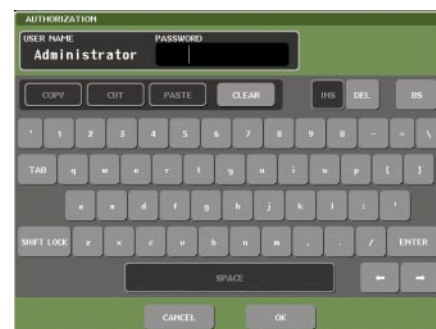 AUTHORIZATION
USER NAME PASSWORD
Administrator
COPY CUT PASTE CLEAR INS DEL BS
` 1 2 3 4 5 6 7 8 9 0 - = \
TAB q w e r t y u i o p [ ]
a s d f g h j k l ; '
SHIFT LOCK z x c v b n m , . / ENTER
SPACE ← →
CANCEL OK